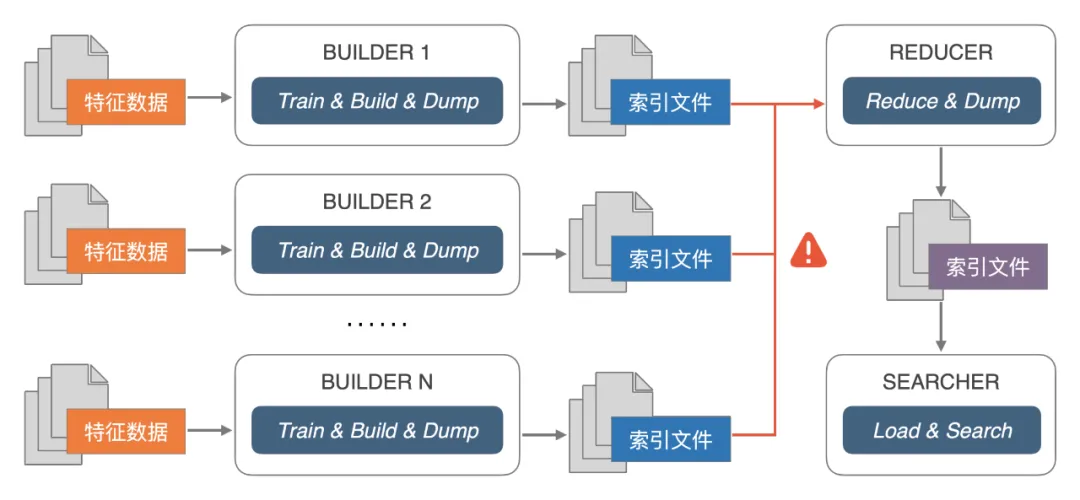 特征数据
BUILDER 1
Train & Build & Dump
索引文件
REDUCER
Reduce & Dump
特征数据
BUILDER 2
Train & Build & Dump
索引文件
索引文件
......
特征数据
BUILDER N
Train & Build & Dump
索引文件
SEARCHER
Load & Search